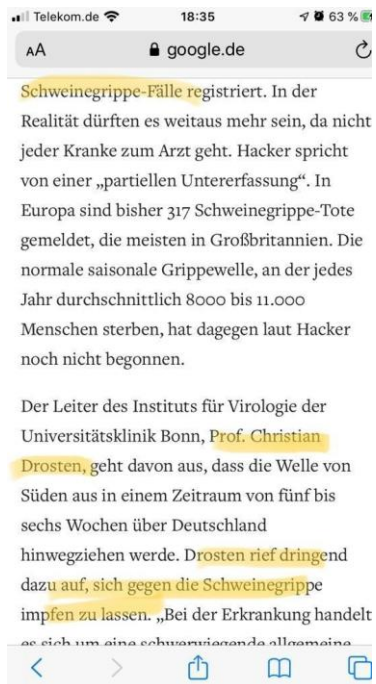 Telekom.de 18:35 63 %
AA google.de
Schweinegrippe-Fälle registriert. In der
Realität dürften es weitaus mehr sein, da nicht
jeder Kranke zum Arzt geht. Hacker spricht
von einer „partiellen Untererfassung“. In
Europa sind bisher 317 Schweinegrippe-Tote
gemeldet, die meisten in Großbritannien. Die
normale saisonale Grippewelle, an der jedes
Jahr durchschnittlich 8000 bis 11.000
Menschen sterben, hat dagegen laut Hacker
noch nicht begonnen.
Der Leiter des Instituts für Virologie der
Universitätsklinik Bonn, Prof. Christian
Drosten, geht davon aus, dass die Welle von
Süden aus in einem Zeitraum von fünf bis
sechs Wochen über Deutschland
hinwegziehen werde. Drosten rief dringend
dazu auf, sich gegen die Schweinegrippe
impfen zu lassen. „Bei der Erkrankung handelt
es sich um eine schwerwiegende allgemeine